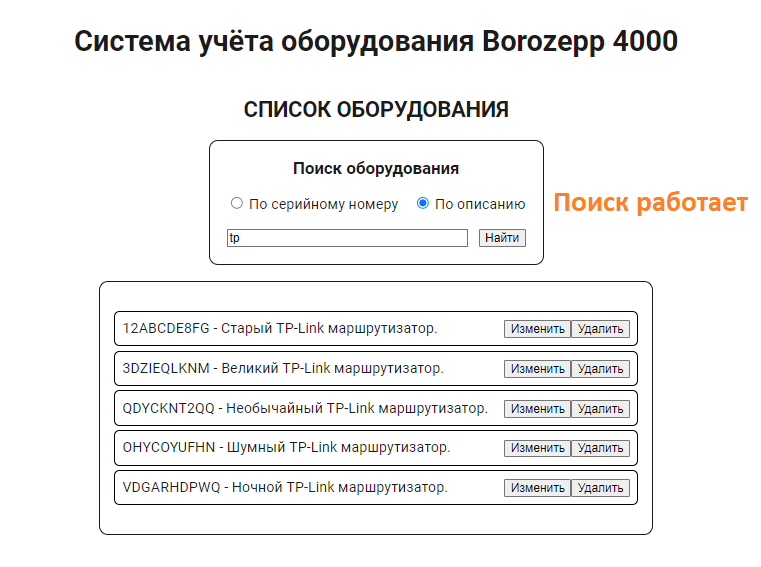 Система учёта оборудования Borozepp 4000
СПИСОК ОБОРУДОВАНИЯ
Поиск оборудования
По серийному номеру По описанию
Поиск работает
tp Найти
12ABCDE8FG - Старый TP-Link маршрутизатор. Изменить Удалить
3DZIEQLKNM - Великий TP-Link маршрутизатор. Изменить Удалить
QDYCKNT2QQ - Необычайный TP-Link маршрутизатор. Изменить Удалить
OHYCOYUFHN - Шумный TP-Link маршрутизатор. Изменить Удалить
VDGARHDPWQ - Ночной TP-Link маршрутизатор. Изменить Удалить